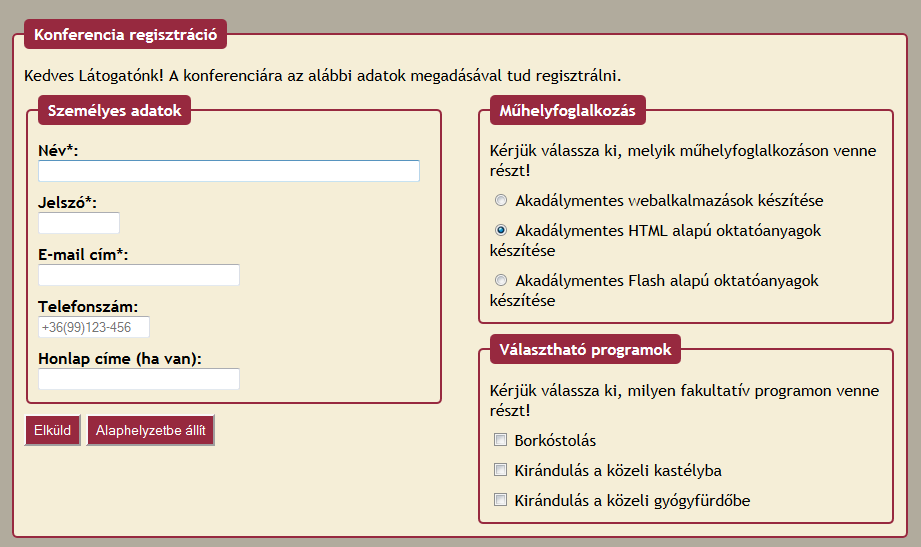 Konferencia regisztráció
Kedves Látogatónk! A konferenciára az alábbi adatok megadásával tud regisztrálni.
Személyes adatok
Név*:
Jelszó*:
E-mail cím*:
Telefonszám:
+36(99)123-456
Honlap címe (ha van):
Elküld
Alaphelyzetbe állít
Műhelyfoglalkozás
Kérjük válassza ki, melyik műhelyfoglalkozáson venne
részt!
Akadálymentes webalkalmazások készítése
Akadálymentes HTML alapú oktatóanyagok
készítése
Akadálymentes Flash alapú oktatóanyagok
készítése
Választható programok
Kérjük válassza ki, milyen fakultatív programon venne
részt!
Borkóstolás
Kirándulás a közeli kastélyba
Kirándulás a közeli gyógyfürdőbe